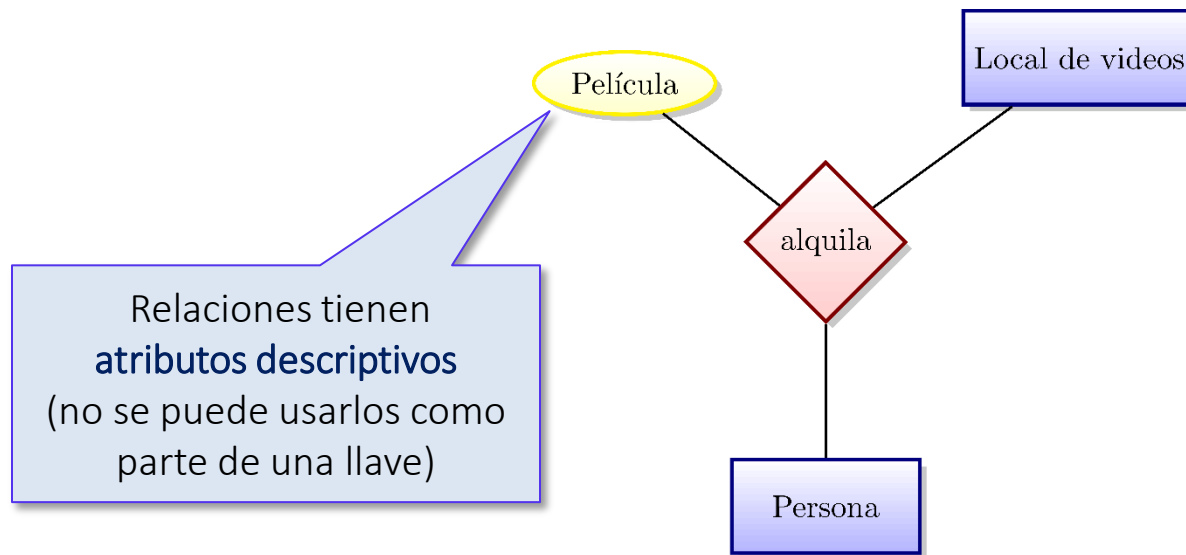 Película
Local de videos
alquila
Relaciones tienen
atributos descriptivos
(no se puede usarlos como
parte de una llave)
Persona